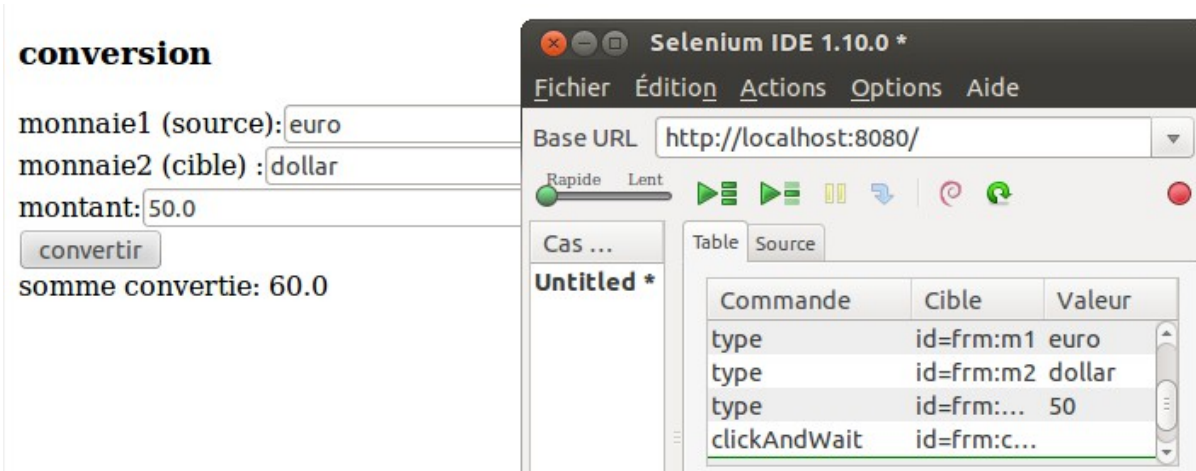 conversion
monnaie1 (source): euro
monnaie2 (cible) : dollar
montant: 50.0
convertir
somme convertie: 60.0
Selenium IDE 1.10.0 *
Fichier Édition Actions Options Aide
Base URL http://localhost:8080/
Rapide Lent
Cas ...
Untitled *
Table Source
Commande Cible Valeur
type id=frm:m1 euro
type id=frm:m2 dollar
type id=frm:... 50
clickAndWait id=frm:c...